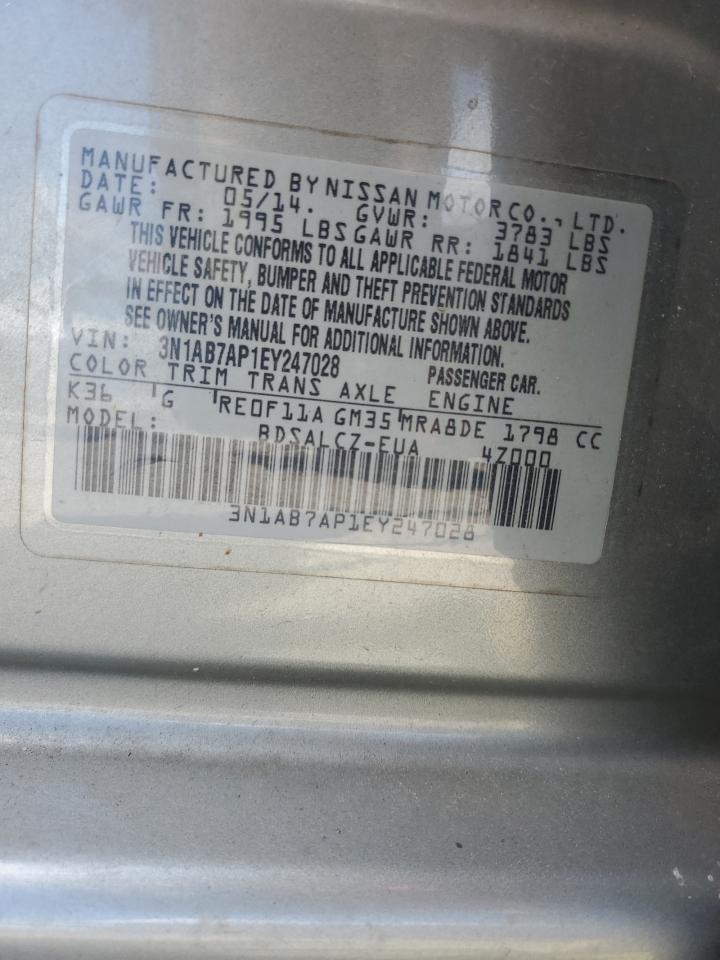 MANUFACTURED BY NISSAN MOTOR CO., LTD.
DATE: 05/14. GVWR: 3783 LBS
GAWR FR: 1995 LBS GAWR RR: 1841 LBS
THIS VEHICLE CONFORMS TO ALL APPLICABLE FEDERAL MOTOR
VEHICLE SAFETY, BUMPER AND THEFT PREVENTION STANDARDS
IN EFFECT ON THE DATE OF MANUFACTURE SHOWN ABOVE.
SEE OWNER'S MANUAL FOR ADDITIONAL INFORMATION.
VIN: 3N1AB7AP1EY247028 PASSENGER CAR.
COLOR TRIM TRANS AXLE ENGINE
K36 G RE0F11A GM35 MRA8DE 1798 CC
MODEL: BDSALCZ-EUA 4Z000
3N1AB7AP1EY247028